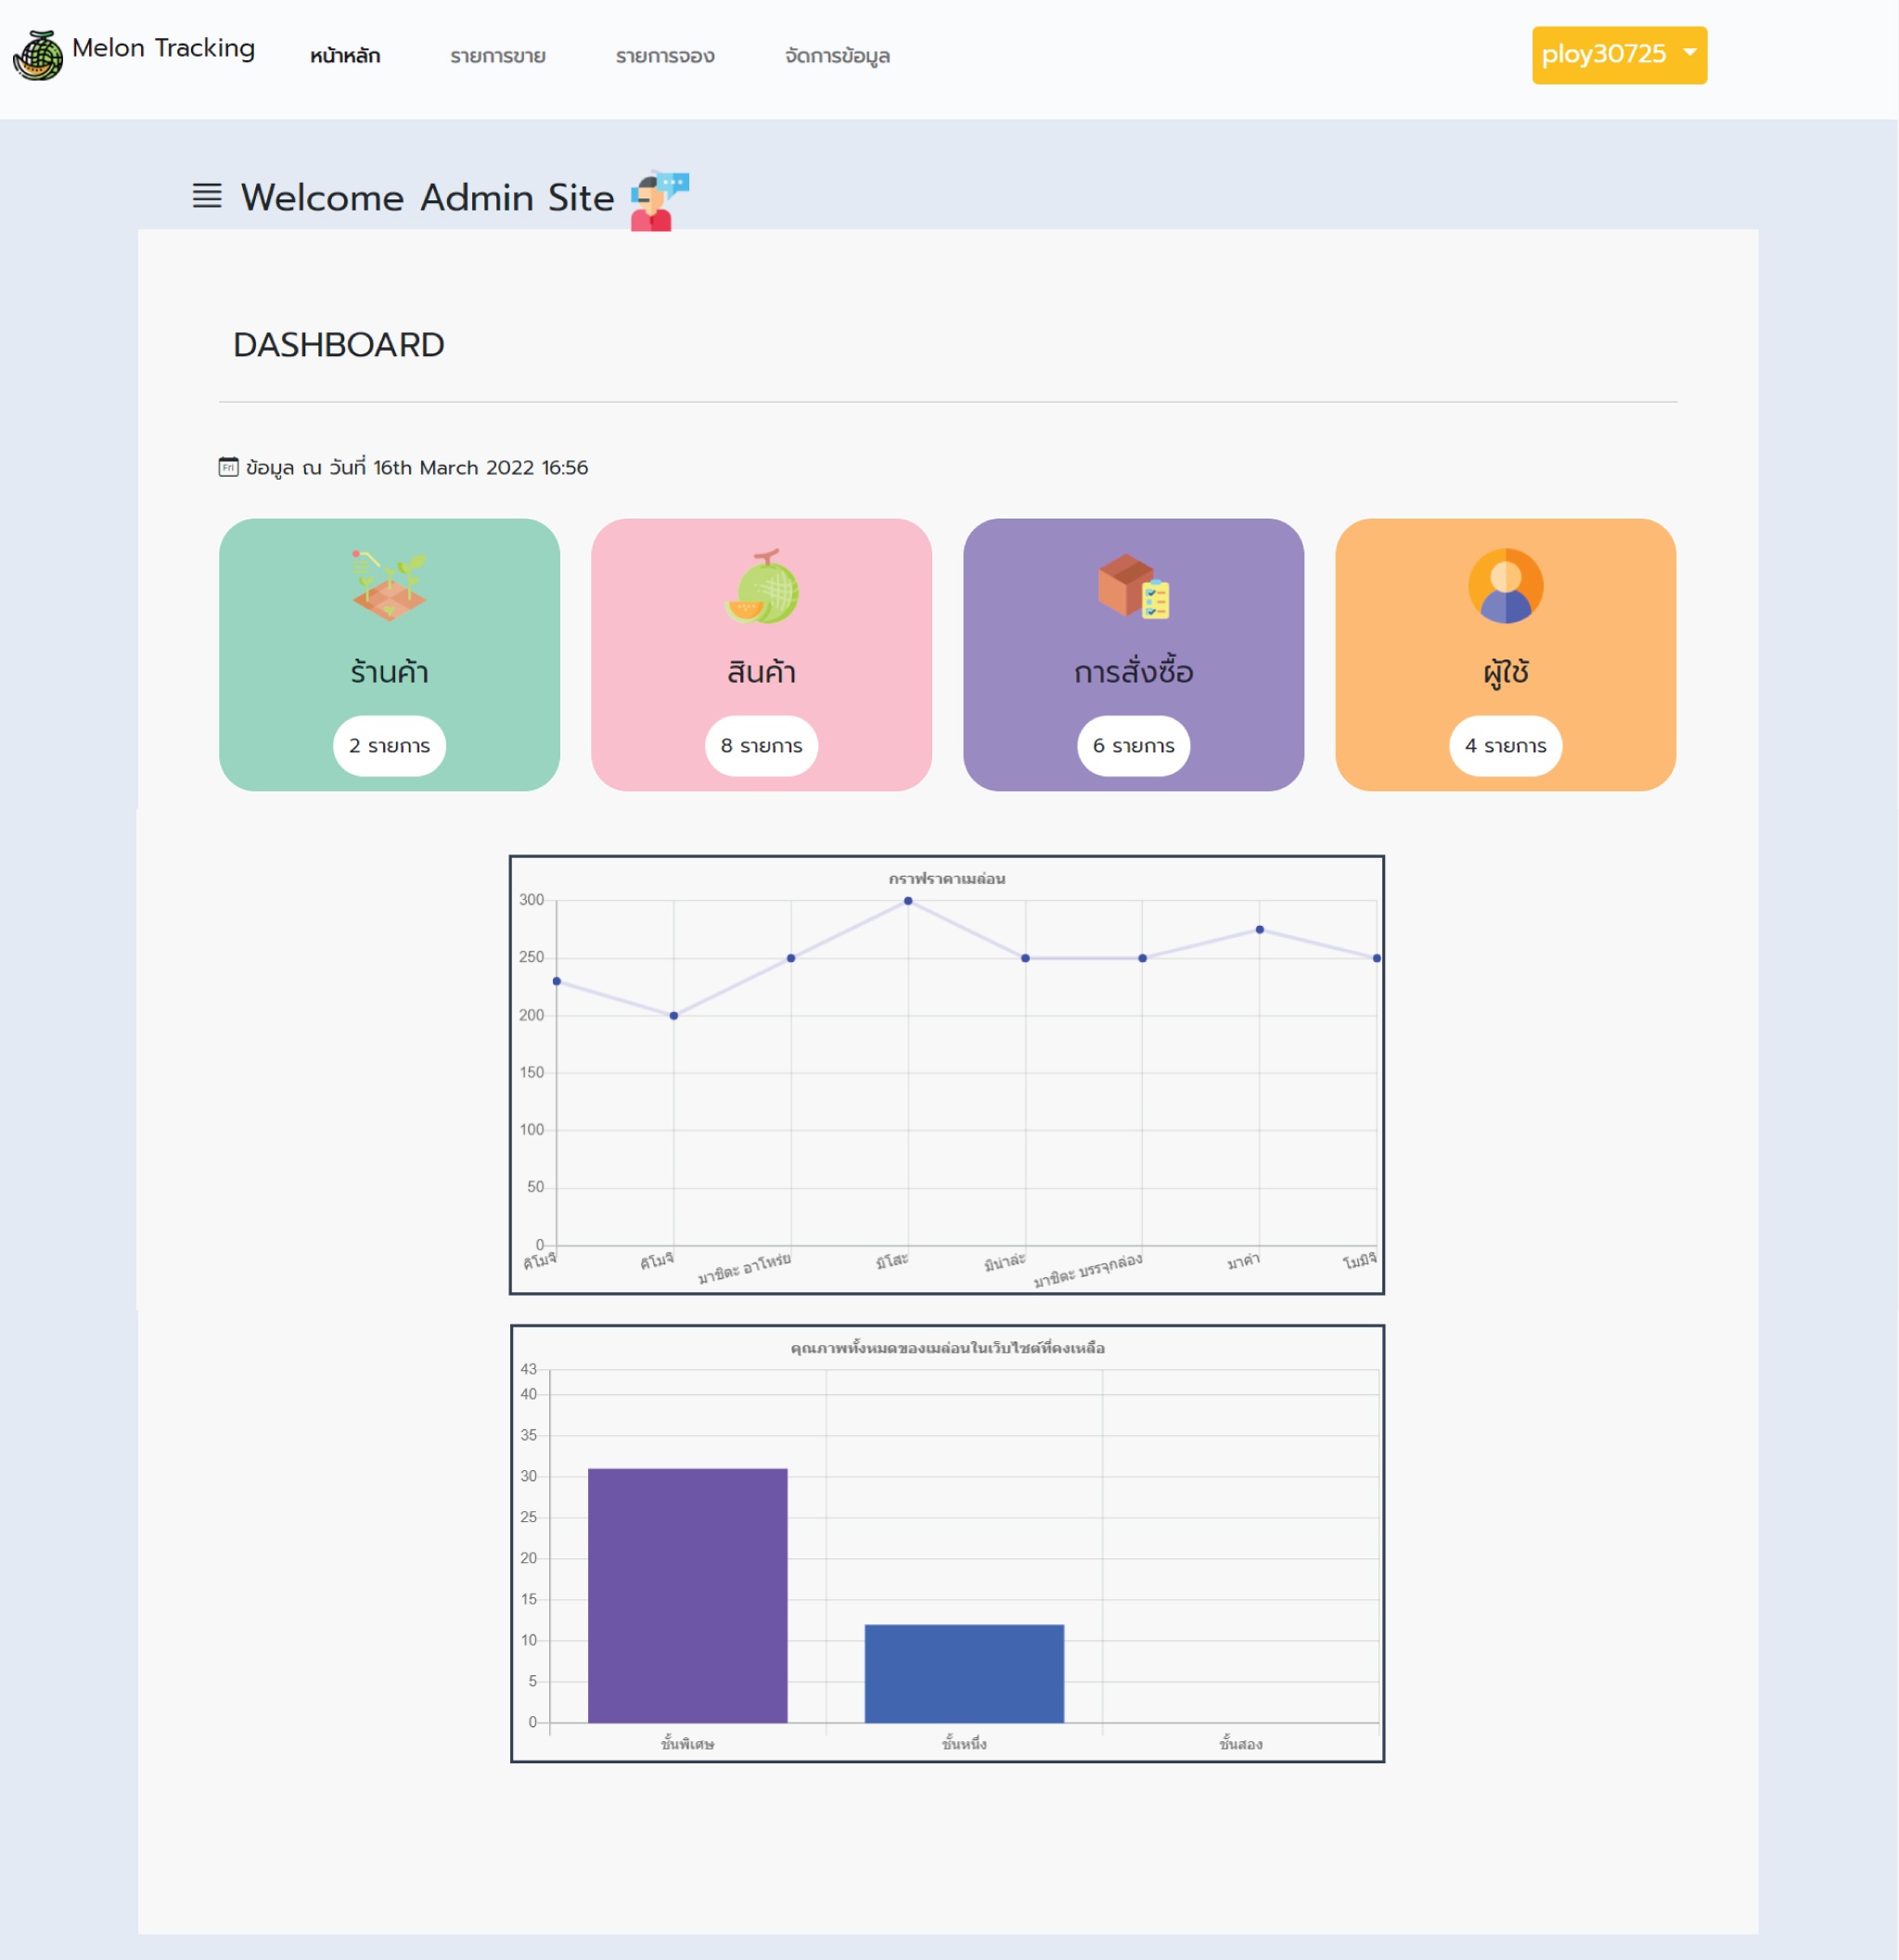 Melon Tracking หน้าหลัก รายการขาย รายการจอง จัดการข้อมูล ploy30725
Welcome Admin Site
DASHBOARD
Fri ข้อมูล ณ วันที่ 16th March 2022 16:56
ร้านค้า สินค้า การสั่งซื้อ ผู้ใช้
2 รายการ 8 รายการ 6 รายการ 4 รายการ
กราฟราคาเมล่อน
300
250
200
150
100
50
0
คิโมจิ คิโมจิ มาชิตะ อาโหร่ย มิโสะ มิน่าล่ะ มาชิตะ บรรจุกล่อง มาค่า โมมิจิ
คุณภาพทั้งหมดของเมล่อนในเว็บไซต์ที่คงเหลือ
43
40
35
30
25
20
15
10
5
0
ชั้นพิเศษ ชั้นหนึ่ง ชั้นสอง